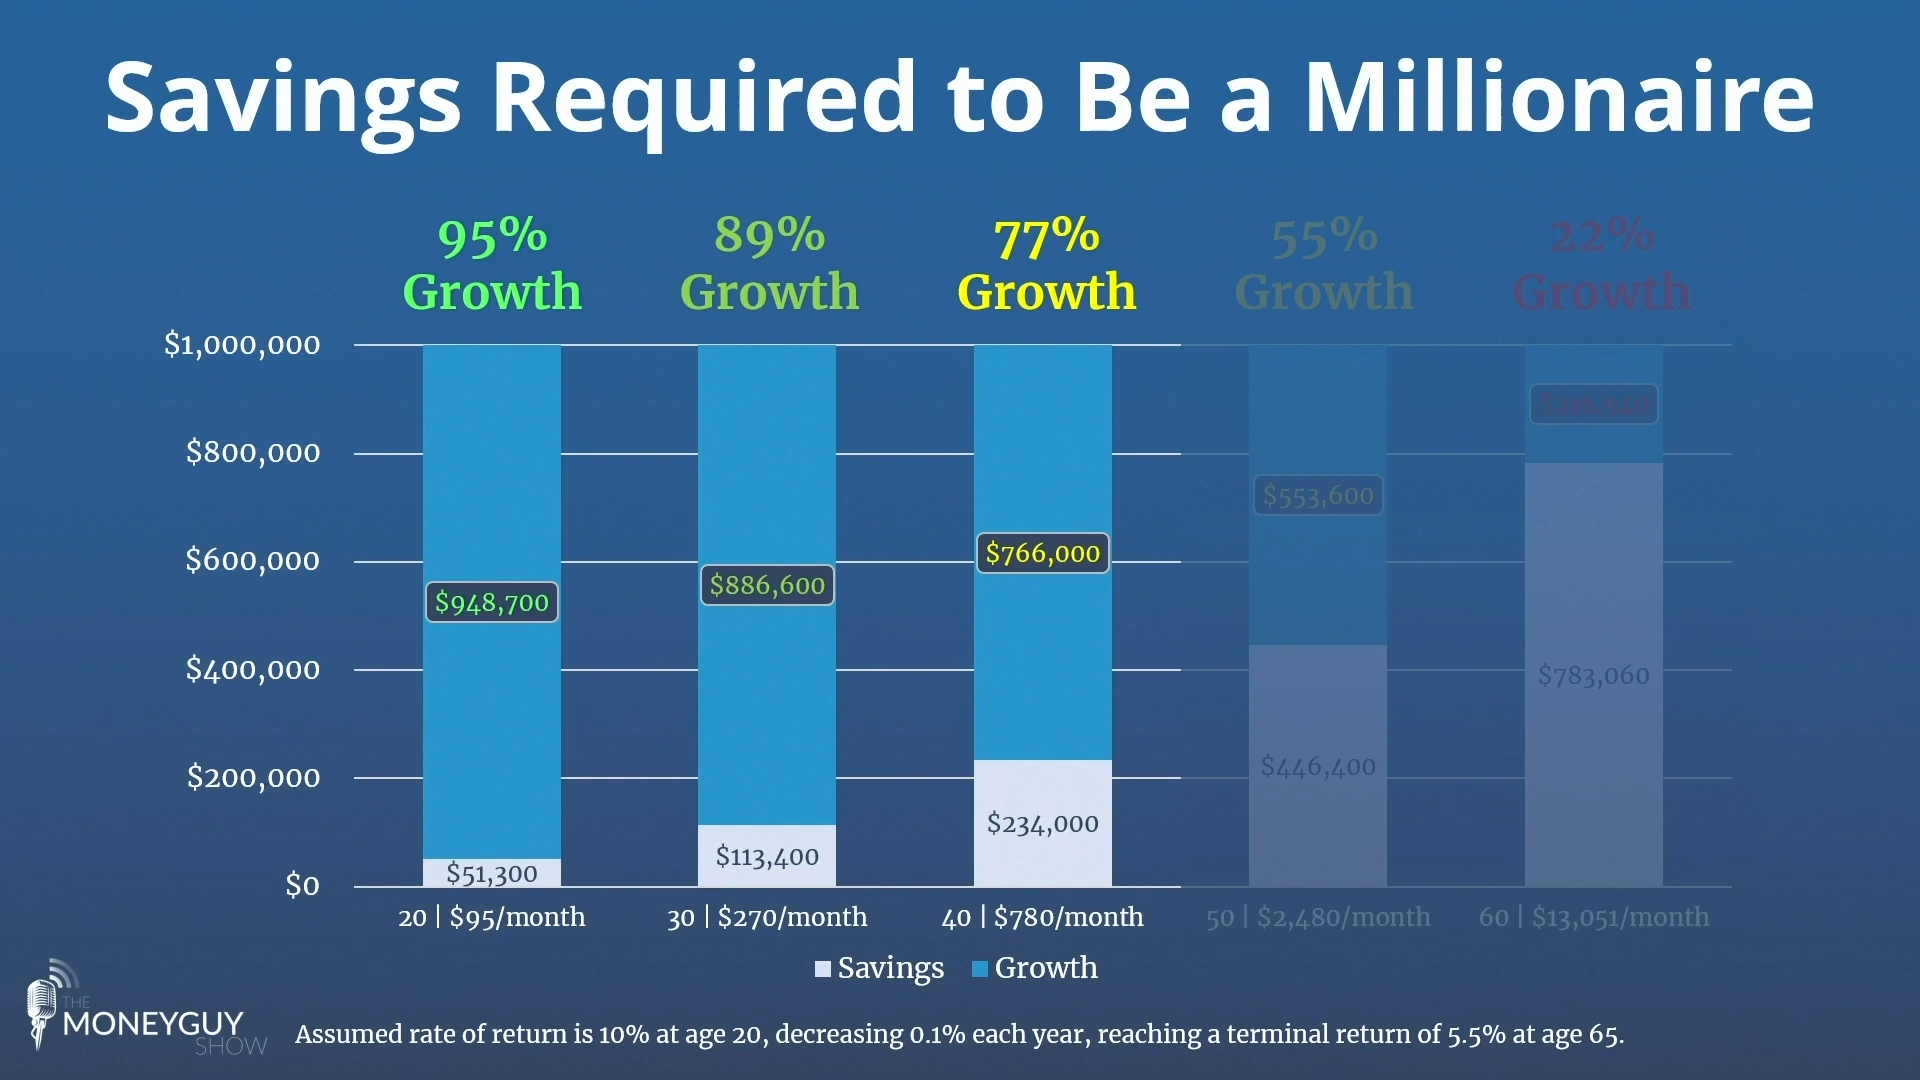 Savings Required to Be a Millionaire
95% Growth
89% Growth
77% Growth
55% Growth
22% Growth
$1,000,000
$800,000
$600,000
$400,000
$200,000
$0
$948,700
$51,300
$886,600
$113,400
$766,000
$234,000
$553,600
$446,400
$783,060
20 | $95/month
30 | $270/month
40 | $780/month
50 | $2,480/month
60 | $13,051/month
Savings
Growth
THE
MONEYGUY
SHOW
Assumed rate of return is 10% at age 20, decreasing 0.1% each year, reaching a terminal return of 5.5% at age 65.